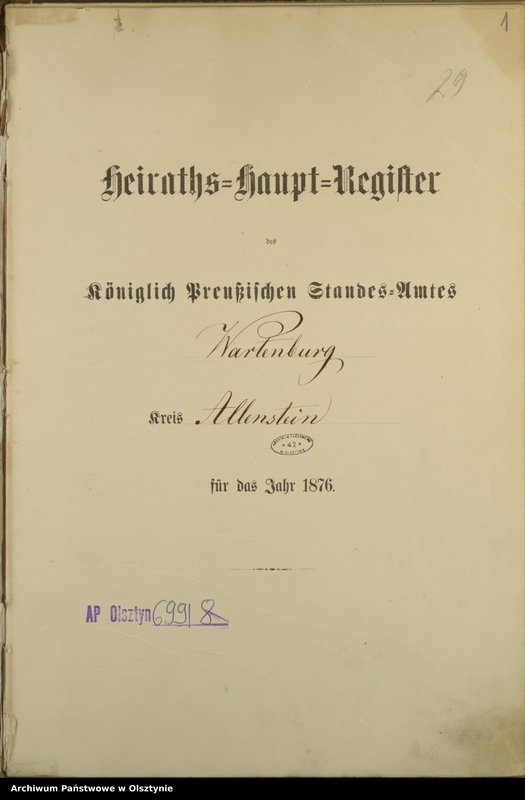 1
29
Heiraths=Haupt=Register
des
Königlich Preußischen Standes=Amtes
Wartenburg
Kreis Allenstein
42
für das Jahr 1876.
AP Olsztyn 699/8
Archiwum Państwowe w Olsztynie